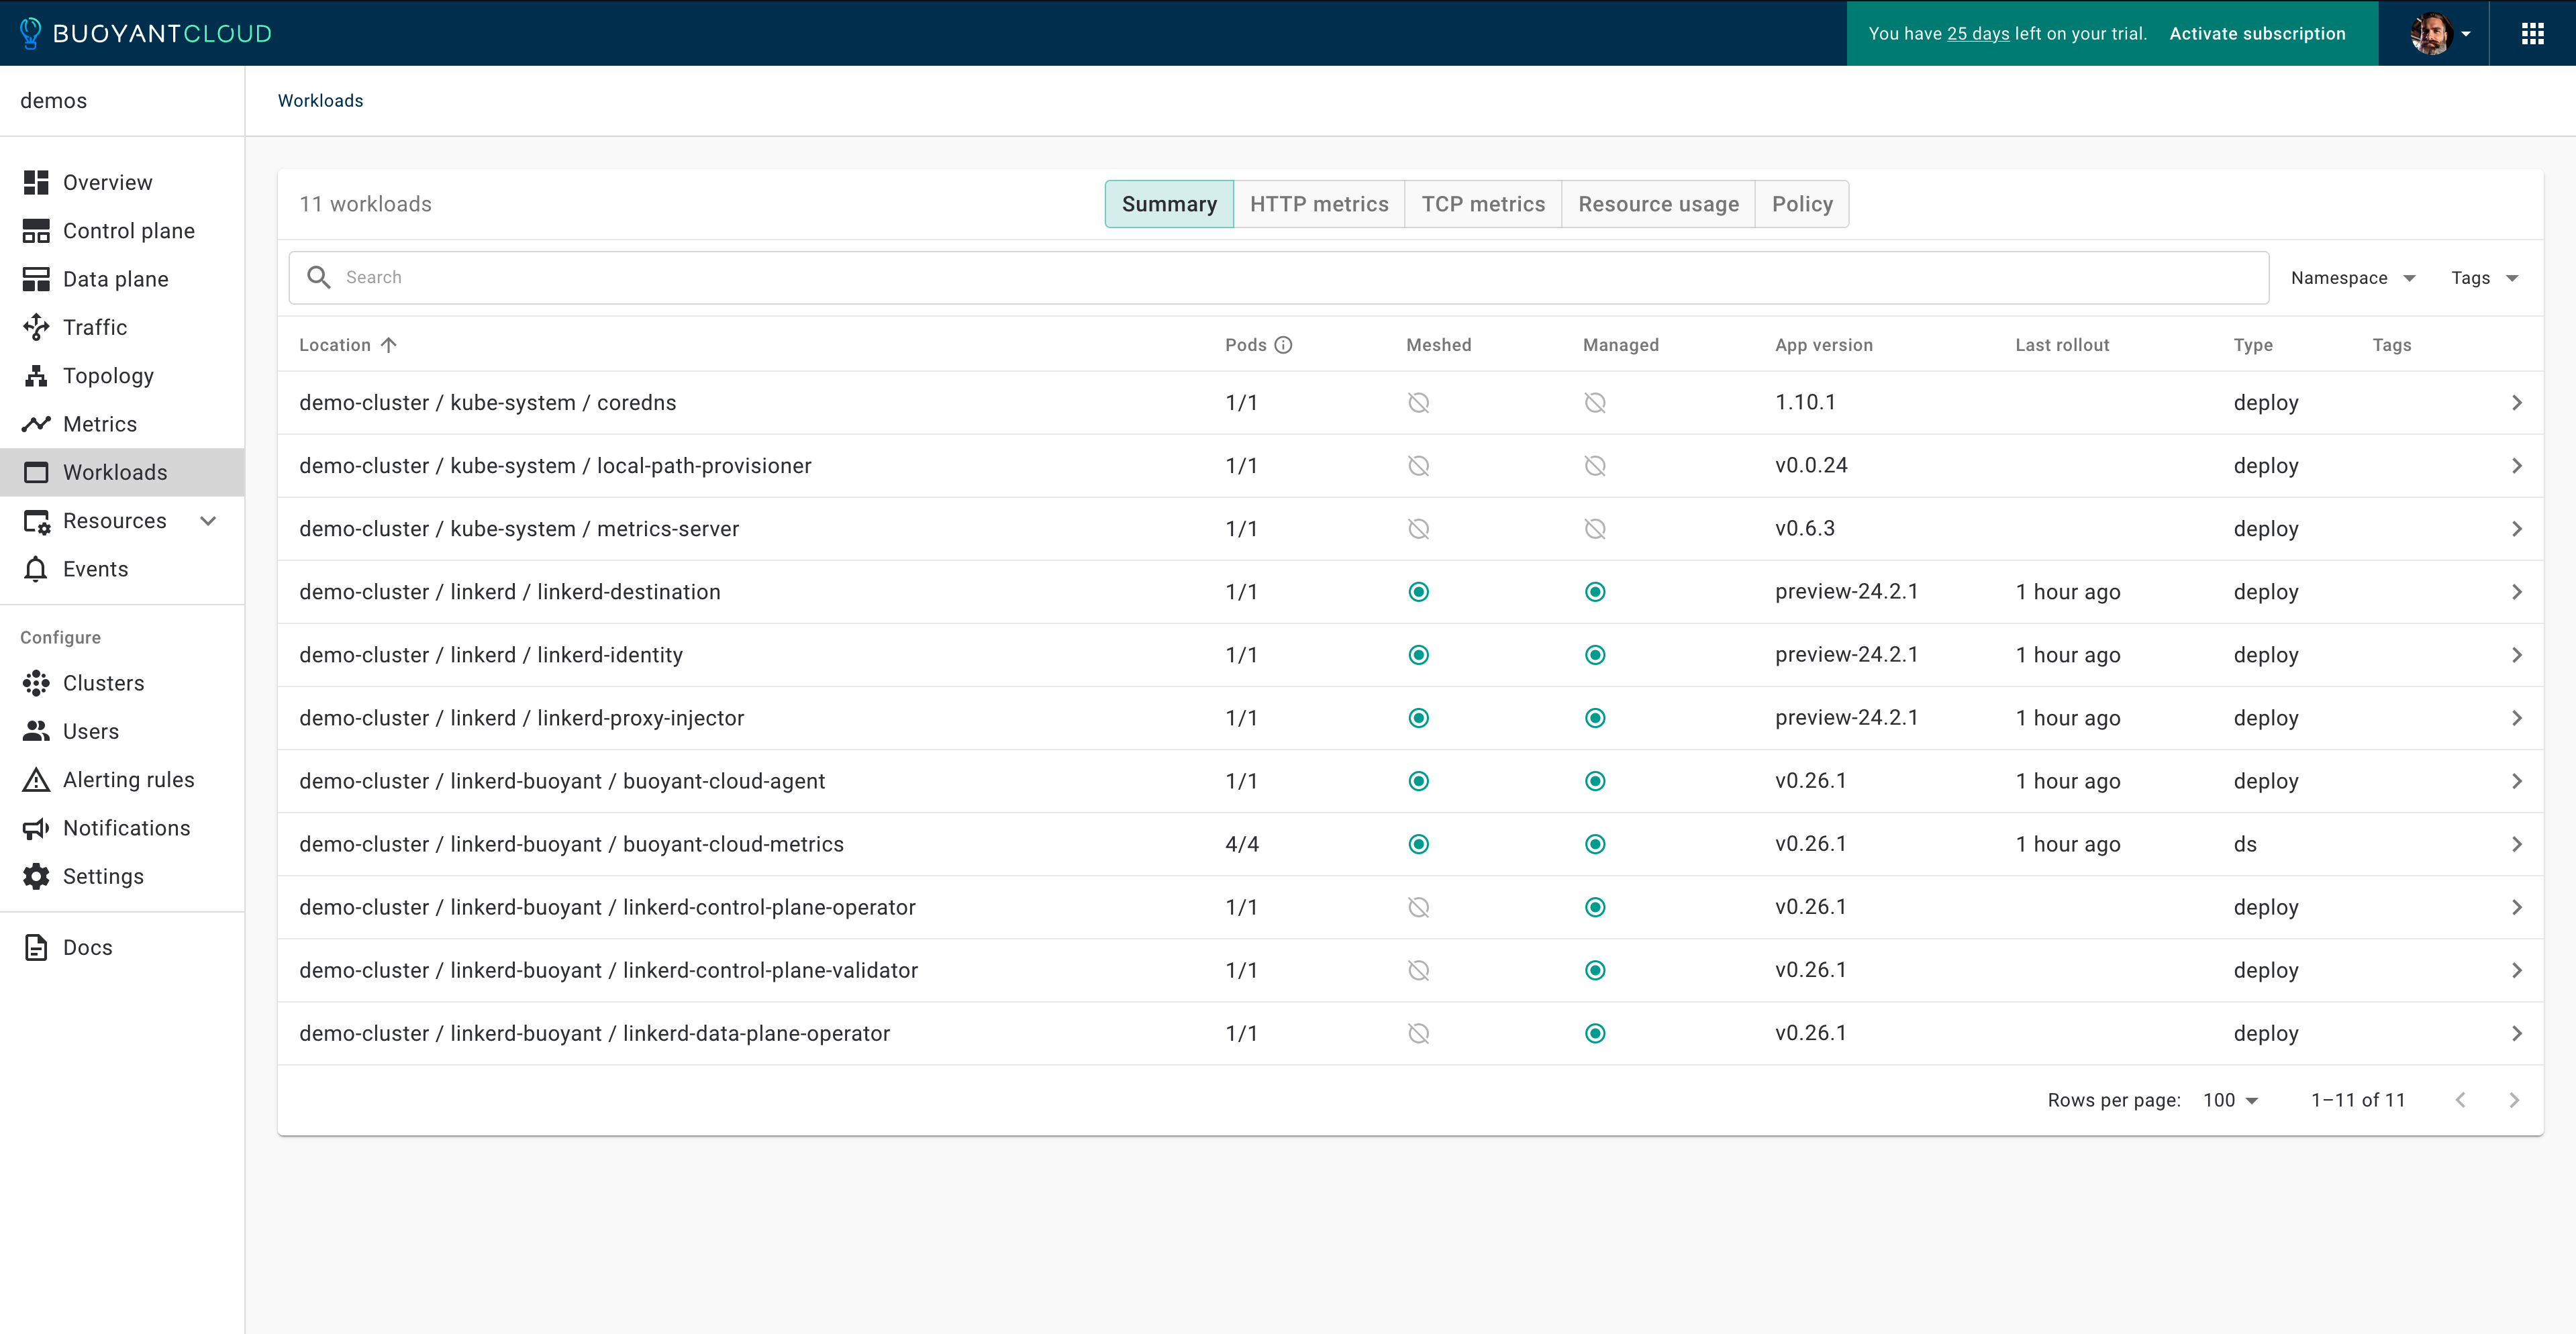 BUOYANTCLOUD
You have 25 days left on your trial. Activate subscription
demos
Workloads
Overview
Control plane
Data plane
Traffic
Topology
Metrics
Workloads
Resources
Events
Configure
Clusters
Users
Alerting rules
Notifications
Settings
Docs
11 workloads
Summary HTTP metrics TCP metrics Resource usage Policy
Search Namespace Tags
Location Pods Meshed Managed App version Last rollout Type Tags
demo-cluster / kube-system / coredns 1/1 1.10.1 deploy
demo-cluster / kube-system / local-path-provisioner 1/1 v0.0.24 deploy
demo-cluster / kube-system / metrics-server 1/1 v0.6.3 deploy
demo-cluster / linkerd / linkerd-destination 1/1 preview-24.2.1 1 hour ago deploy
demo-cluster / linkerd / linkerd-identity 1/1 preview-24.2.1 1 hour ago deploy
demo-cluster / linkerd / linkerd-proxy-injector 1/1 preview-24.2.1 1 hour ago deploy
demo-cluster / linkerd-buoyant / buoyant-cloud-agent 1/1 v0.26.1 1 hour ago deploy
demo-cluster / linkerd-buoyant / buoyant-cloud-metrics 4/4 v0.26.1 1 hour ago ds
demo-cluster / linkerd-buoyant / linkerd-control-plane-operator 1/1 v0.26.1 deploy
demo-cluster / linkerd-buoyant / linkerd-control-plane-validator 1/1 v0.26.1 deploy
demo-cluster / linkerd-buoyant / linkerd-data-plane-operator 1/1 v0.26.1 deploy
Rows per page: 100 1–11 of 11